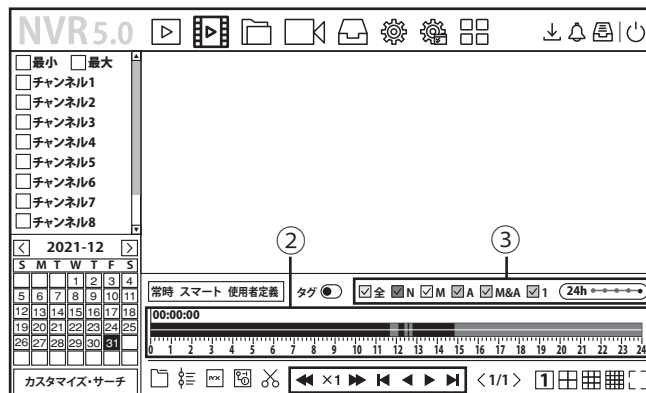 NVR 5.0
最小 最大
チャンネル1
チャンネル2
チャンネル3
チャンネル4
チャンネル5
チャンネル6
チャンネル7
チャンネル8
2021-12
S M T W T F S
1 2 3 4
5 6 7 8 9 10 11
12 13 14 15 16 17 18
19 20 21 22 23 24 25
26 27 28 29 30 31
カスタマイズ・サーチ
② ③
常時 スマート 使用者定義 タグ 全 N M A M&A 1 24h
00:00:00
0 1 2 3 4 5 6 7 8 9 10 11 12 13 14 15 16 17 18 19 20 21 22 23 24
×1 <1/1> 1